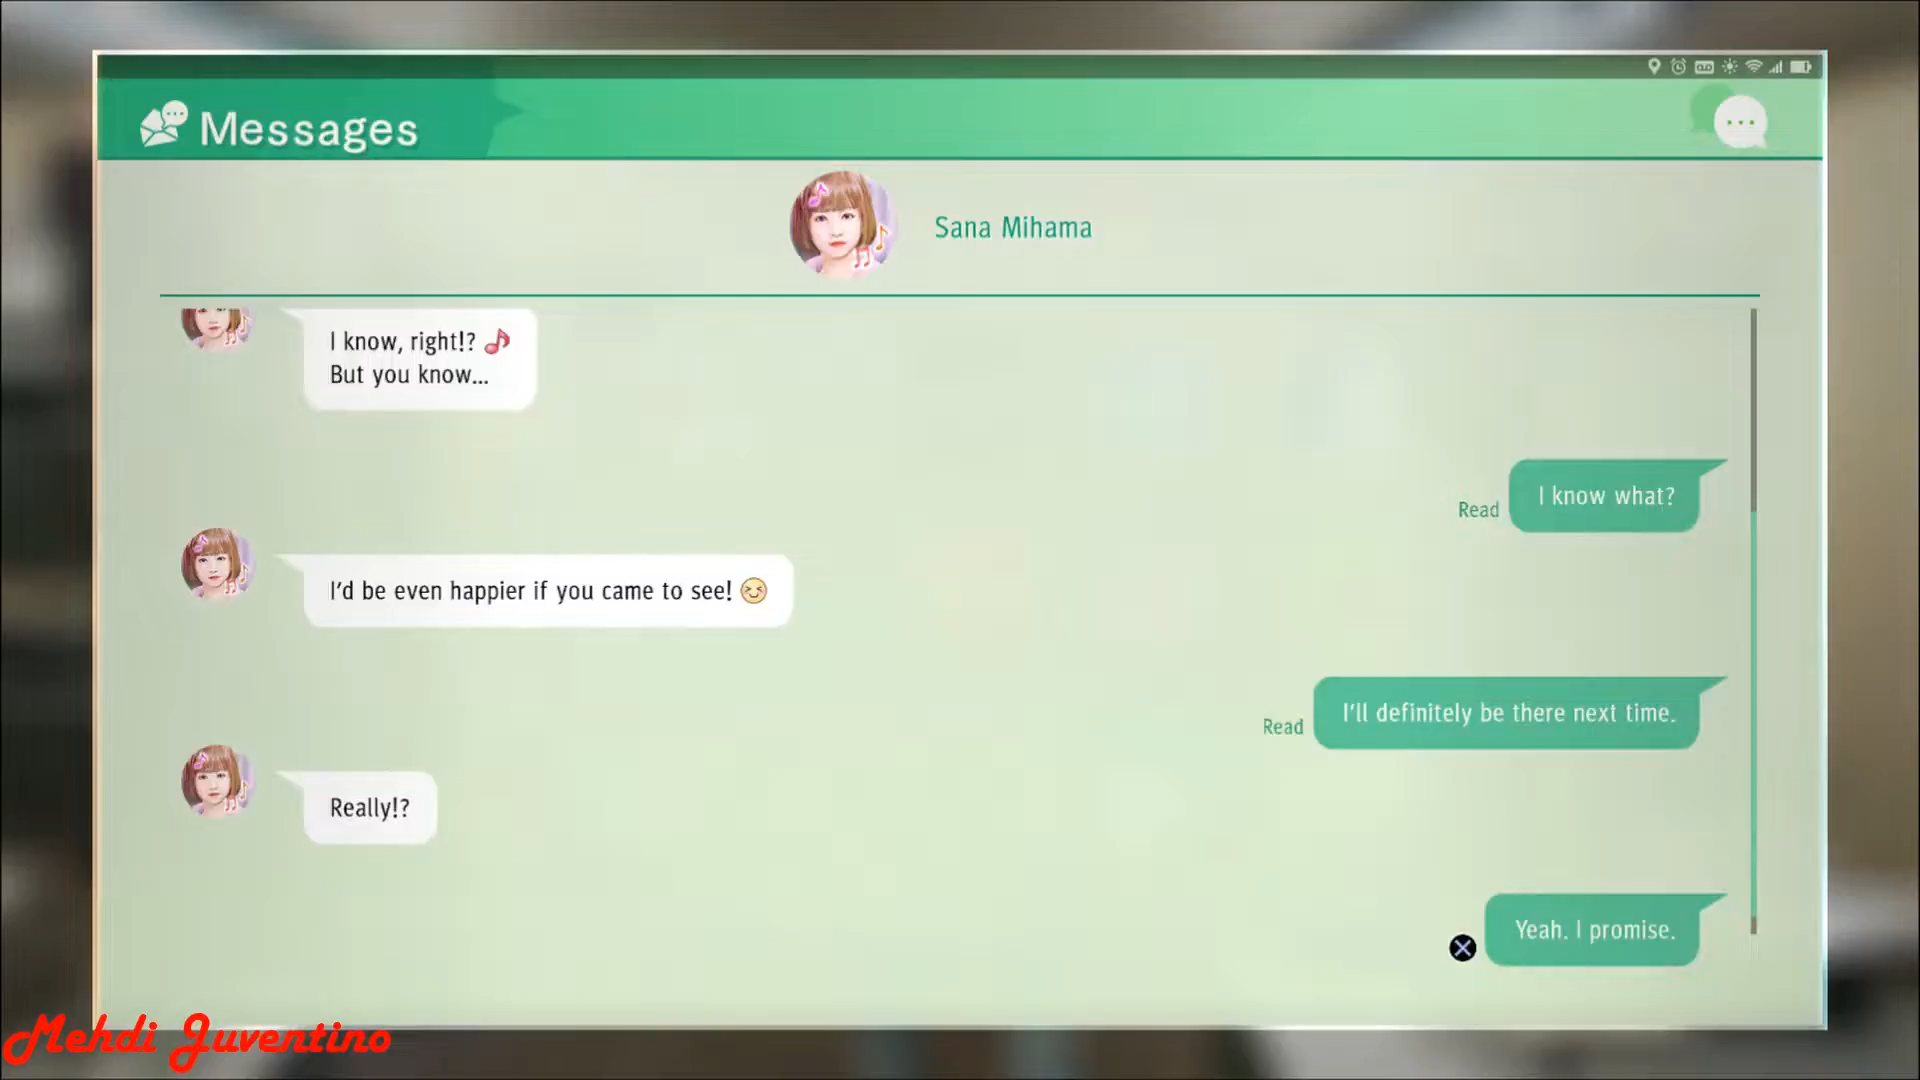 Messages
Sana Mihama
I know, right!?
But you know...
I know what?
Read
I'd be even happier if you came to see!
I'll definitely be there next time.
Read
Really!?
Yeah. I promise.
Mehdi Juventino